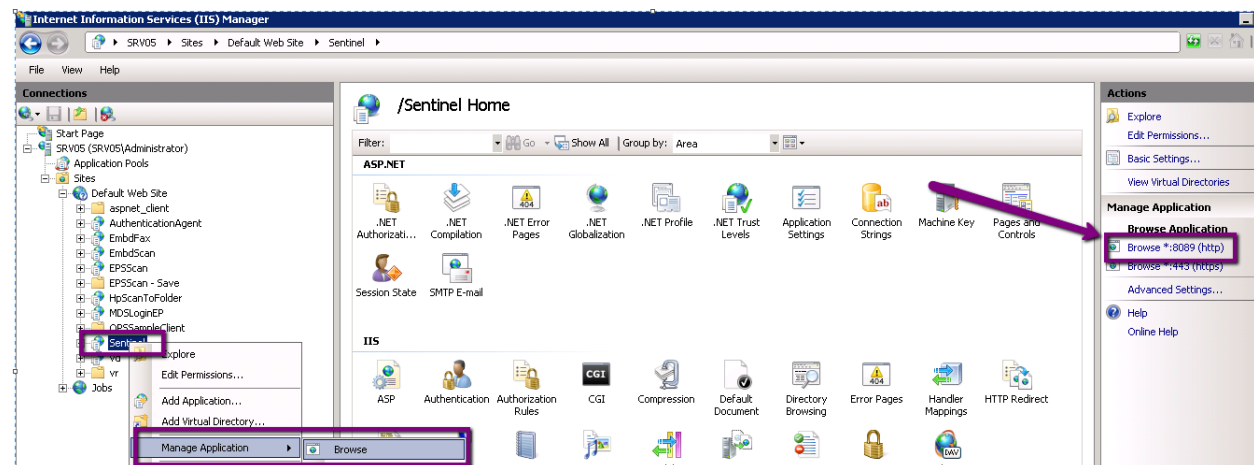 Internet Information Services (IIS) Manager
SRV05 Sites Default Web Site Sentinel
File View Help
Connections
Start Page
SRV05 (SRV05\Administrator)
Application Pools
Sites
Default Web Site
aspnet_client
AuthenticationAgent
EmbdFax
EmbdScan
EPSScan
EPSScan - Save
HpScanToFolder
MDSLoginEP
OPSSampleClient
Sentinel
vd
vr
Jobs
Explore
Edit Permissions...
Add Application...
Add Virtual Directory...
Manage Application
Browse
/Sentinel Home
Filter: Go Show All Group by: Area
ASP.NET
.NET Authorizati...
.NET Compilation
.NET Error Pages
.NET Globalization
.NET Profile
.NET Trust Levels
Application Settings
Connection Strings
Machine Key
Pages and Controls
Session State
SMTP E-mail
IIS
ASP
Authentication
Authorization Rules
CGI
Compression
Default Document
Directory Browsing
Error Pages
Handler Mappings
HTTP Redirect
Actions
Explore
Edit Permissions...
Basic Settings...
View Virtual Directories
Manage Application
Browse Application
Browse *:8089 (http)
Browse *:443 (https)
Advanced Settings...
Help
Online Help